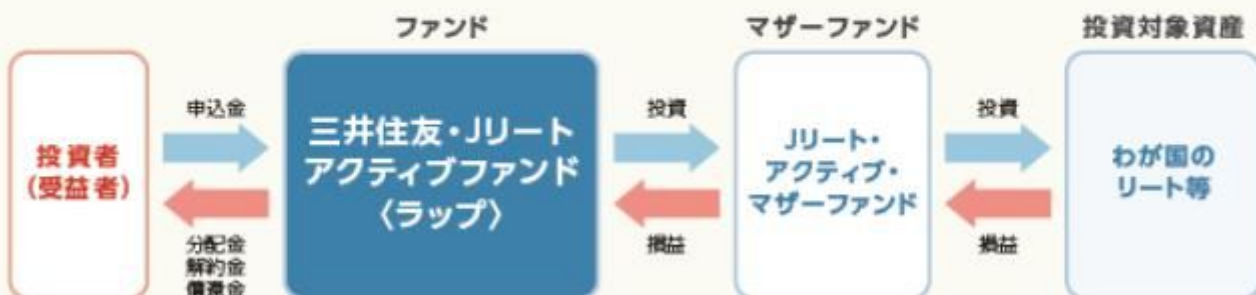 ファンド
マザーファンド
投資対象資産
投資者
(受益者)
申込金
分配金
解約金
償還金
三井住友・Jリート
アクティブファンド
〈ラップ〉
投資
損益
Jリート・
アクティブ・
マザーファンド
投資
損益
わが国の
リート等